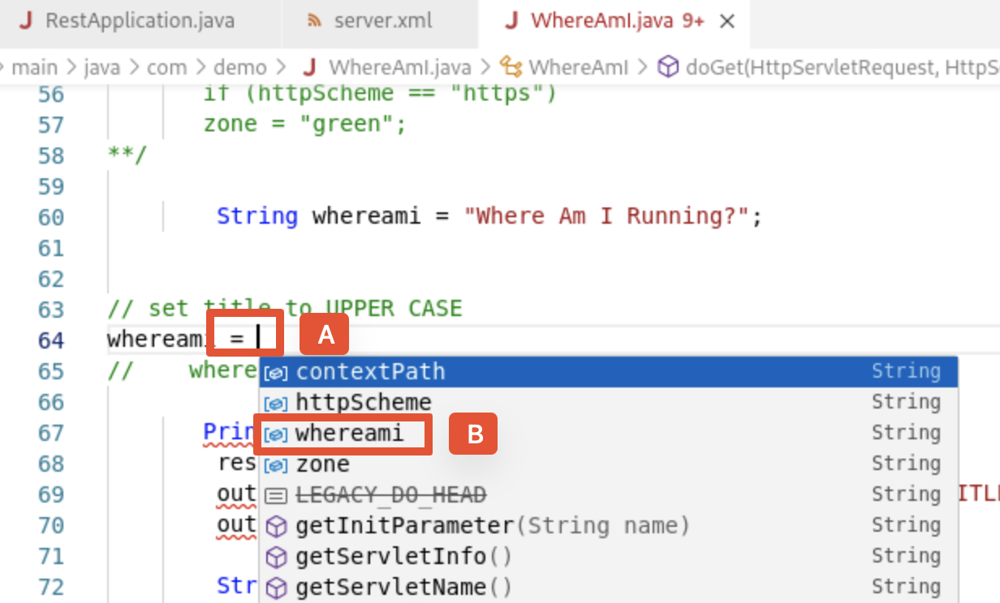 RestApplication.java server.xml WhereAmI.java 9+
main > java > com > demo > WhereAmI.java > WhereAmI > doGet(HttpServletRequest, HttpS
56 if (httpScheme == "https")
57 zone = "green";
58 **/
59
60 String whereami = "Where Am I Running?";
61
62
63 // set title to UPPER CASE
64 whereami = A
65 // where
contextPath String
66 httpScheme String
67 Prin
whereami B String
68 res
zone String
69 out
LEGACY_DO_HEAD String ITL
70 out
getInitParameter(String name) String
71 getServletInfo() String
72 Str
getServletName() String